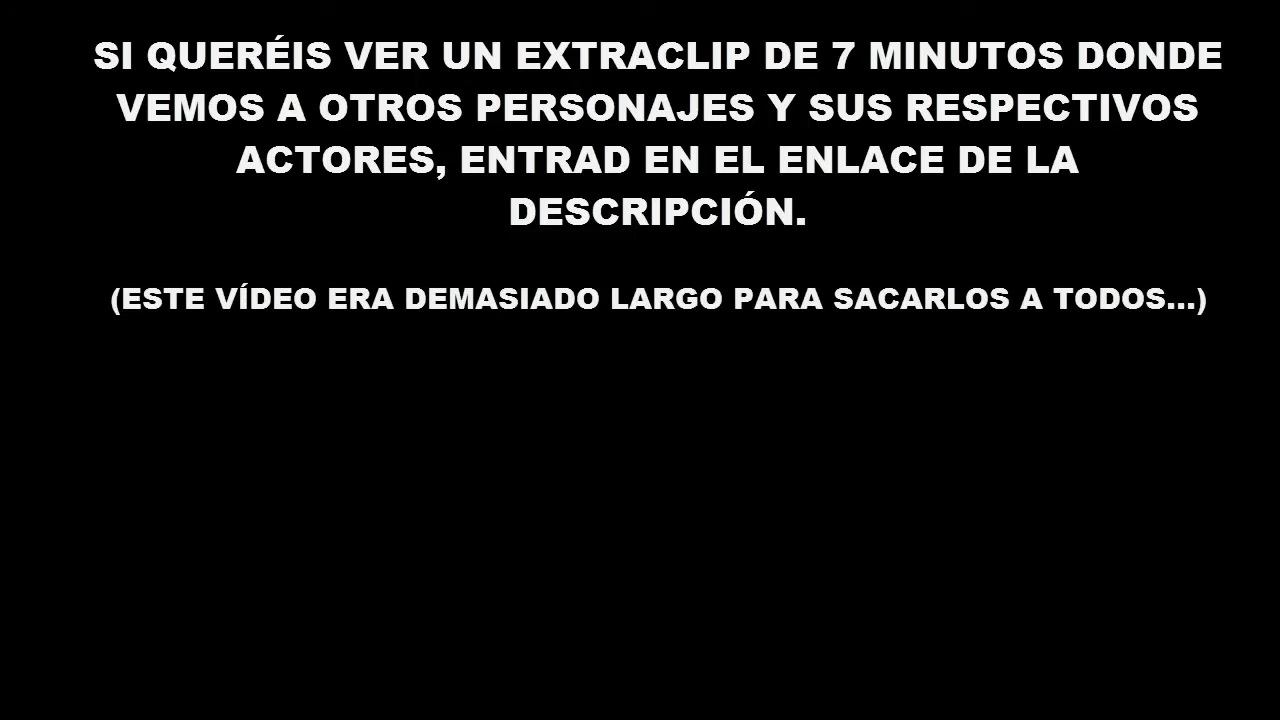 SI QUERÉIS VER UN EXTRACLIP DE 7 MINUTOS DONDE
VEMOS A OTROS PERSONAJES Y SUS RESPECTIVOS
ACTORES, ENTRAD EN EL ENLACE DE LA
DESCRIPCIÓN.
(ESTE VÍDEO ERA DEMASIADO LARGO PARA SACARLOS A TODOS...)